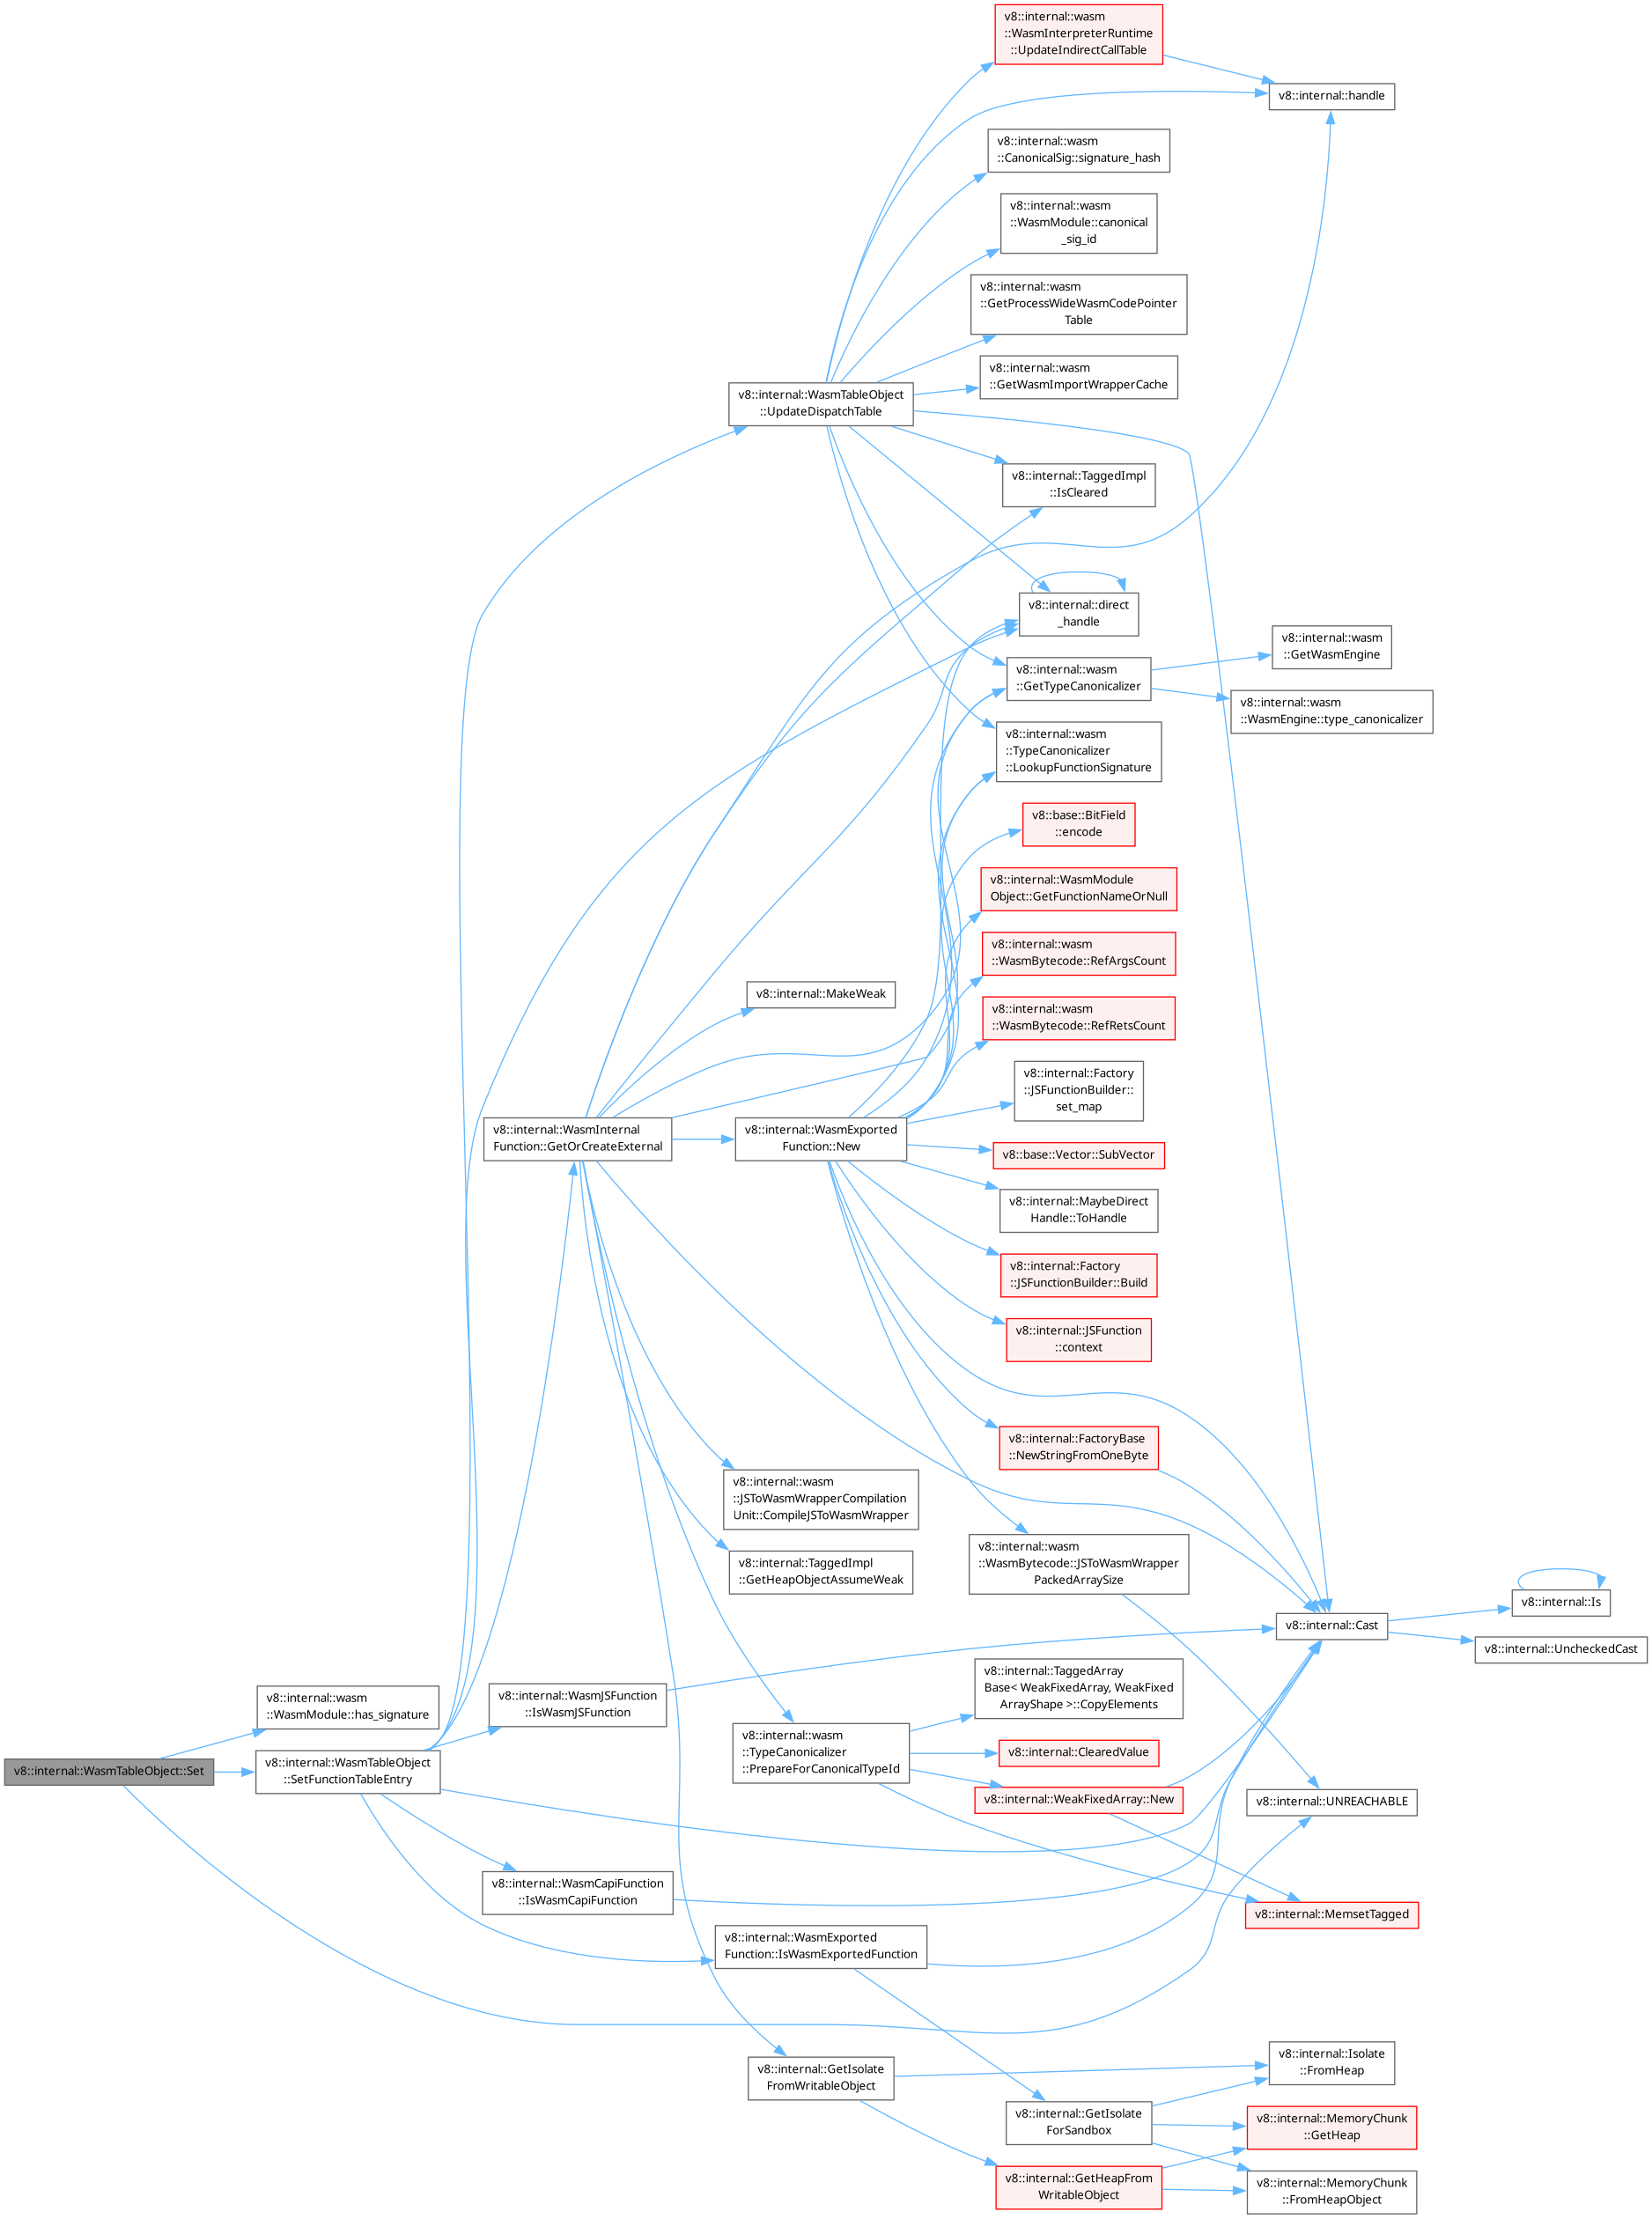 v8::internal::wasm
::WasmInterpreterRuntime
::UpdateIndirectCallTable
v8::internal::handle
v8::internal::wasm
::CanonicalSig::signature_hash
v8::internal::wasm
::WasmModule::canonical
_sig_id
v8::internal::wasm
::GetProcessWideWasmCodePointer
Table
v8::internal::wasm
::GetWasmImportWrapperCache
v8::internal::WasmTableObject
::UpdateDispatchTable
v8::internal::TaggedImpl
::IsCleared
v8::internal::direct
_handle
v8::internal::wasm
::GetWasmEngine
v8::internal::wasm
::GetTypeCanonicalizer
v8::internal::wasm
::WasmEngine::type_canonicalizer
v8::internal::wasm
::TypeCanonicalizer
::LookupFunctionSignature
v8::base::BitField
::encode
v8::internal::WasmModule
Object::GetFunctionNameOrNull
v8::internal::wasm
::WasmBytecode::RefArgsCount
v8::internal::MakeWeak
v8::internal::wasm
::WasmBytecode::RefRetsCount
v8::internal::Factory
::JSFunctionBuilder::
set_map
v8::internal::WasmInternal
Function::GetOrCreateExternal
v8::internal::WasmExported
Function::New
v8::base::Vector::SubVector
v8::internal::MaybeDirect
Handle::ToHandle
v8::internal::Factory
::JSFunctionBuilder::Build
v8::internal::JSFunction
::context
v8::internal::FactoryBase
::NewStringFromOneByte
v8::internal::wasm
::JSToWasmWrapperCompilation
Unit::CompileJSToWasmWrapper
v8::internal::wasm
::WasmBytecode::JSToWasmWrapper
PackedArraySize
v8::internal::TaggedImpl
::GetHeapObjectAssumeWeak
v8::internal::Is
v8::internal::Cast
v8::internal::UncheckedCast
v8::internal::TaggedArray
Base< WeakFixedArray, WeakFixed
ArrayShape >::CopyElements
v8::internal::wasm
::WasmModule::has_signature
v8::internal::WasmJSFunction
::IsWasmJSFunction
v8::internal::wasm
::TypeCanonicalizer
::PrepareForCanonicalTypeId
v8::internal::ClearedValue
v8::internal::WasmTableObject::Set
v8::internal::WasmTableObject
::SetFunctionTableEntry
v8::internal::WeakFixedArray::New
v8::internal::UNREACHABLE
v8::internal::WasmCapiFunction
::IsWasmCapiFunction
v8::internal::MemsetTagged
v8::internal::WasmExported
Function::IsWasmExportedFunction
v8::internal::GetIsolate
FromWritableObject
v8::internal::Isolate
::FromHeap
v8::internal::GetIsolate
ForSandbox
v8::internal::MemoryChunk
::GetHeap
v8::internal::GetHeapFrom
WritableObject
v8::internal::MemoryChunk
::FromHeapObject